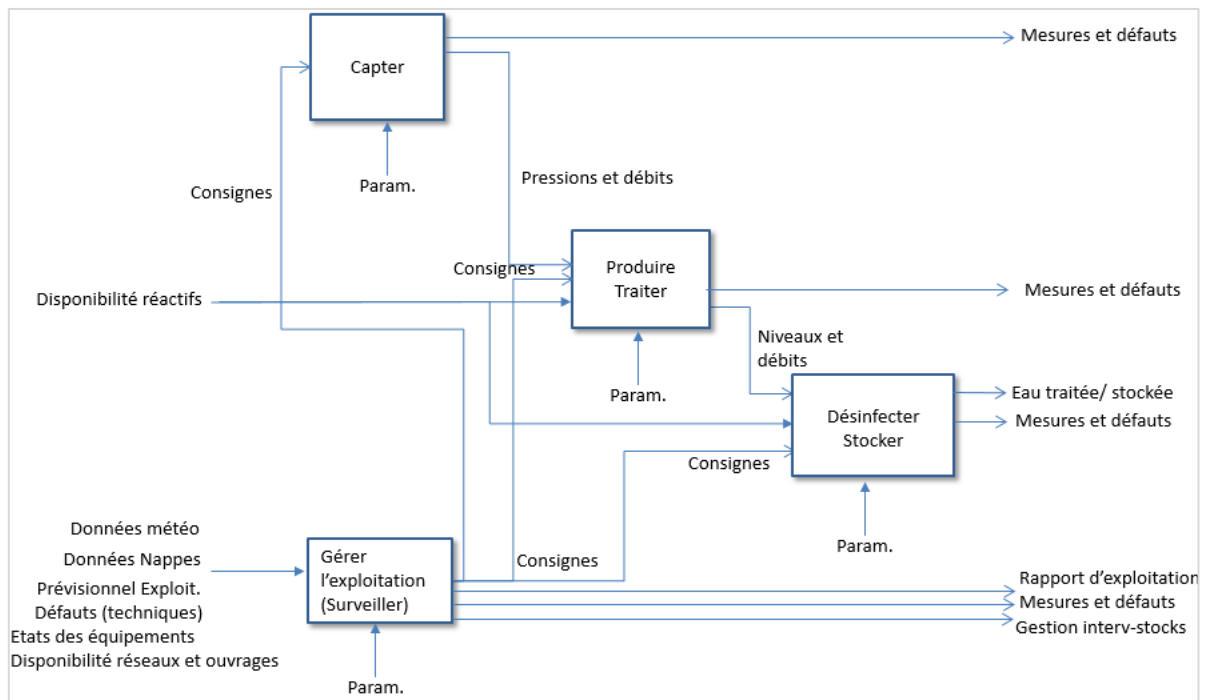 Mesures et défauts
Capter
Consignes
Param.
Pressions et débits
Consignes
Produire
Traiter
Disponibilité réactifs
Mesures et défauts
Niveaux et
débits
Param.
Eau traitée/ stockée
Désinfecter
Stocker
Mesures et défauts
Consignes
Données météo
Données Nappes
Prévisionnel Exploit.
Défauts (techniques)
Etats des équipements
Disponibilité réseaux et ouvrages
Gérer
l’exploitation
(Surveiller)
Consignes
Param.
Rapport d’exploitation
Mesures et défauts
Gestion interv-stocks
Param.